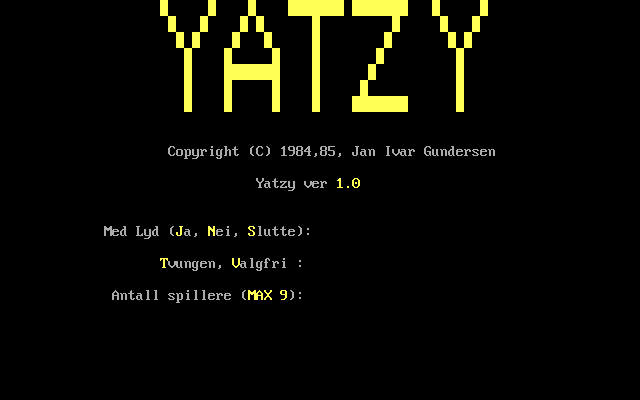 YATZY
Copyright (C) 1984,85, Jan Ivar Gundersen
Yatzy ver 1.0
Med Lyd (Ja, Nei, Slutte):
Tvungen, Valgfri :
Antall spillere (MAX 9):